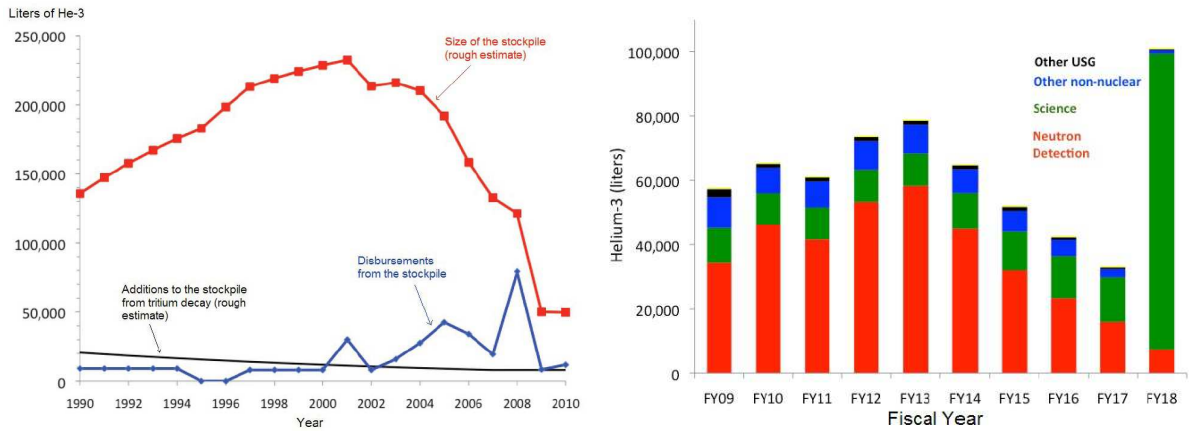 Liters of He-3
250,000
200,000
150,000
100,000
50,000
0
Size of the stockpile
(rough estimate)
Disbursements
from the stockpile
Additions to the stockpile
from tritium decay (rough
estimate)
1990 1992 1994 1996 1998 2000 2002 2004 2006 2008 2010
Year
Helium-3 (liters)
100,000
80,000
60,000
40,000
20,000
0
Other USG
Other non-nuclear
Science
Neutron
Detection
FY09 FY10 FY11 FY12 FY13 FY14 FY15 FY16 FY17 FY18
Fiscal Year